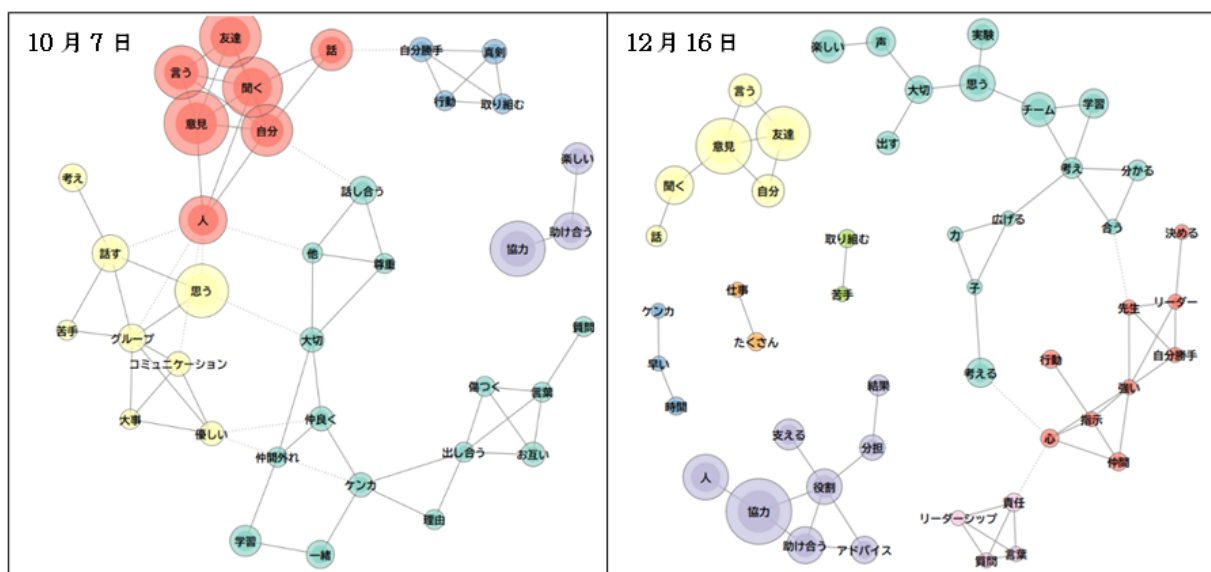 10月7日
友達
話
言う
聞く
意見
自分
自分勝手
真剣
行動
取り組む
楽しい
協力
助け合う
考え
人
話し合う
話す
他
尊重
思う
苦手
グループ
大切
質問
コミュニケーション
傷つく
言葉
大事
優しい
仲良く
仲間外れ
出し合う
お互い
ケンカ
理由
学習
一緒
12月16日
楽しい
声
実験
大切
思う
チーム
学習
出す
言う
友達
意見
聞く
自分
話
考え
分かる
広げる
合う
力
子
取り組む
苦手
決める
仕事
たくさん
ケンカ
早い
時間
先生
リーダー
自分勝手
行動
強い
考える
指示
心
仲間
結果
支える
分担
人
役割
協力
助け合う
アドバイス
責任
リーダーシップ
質問
言葉